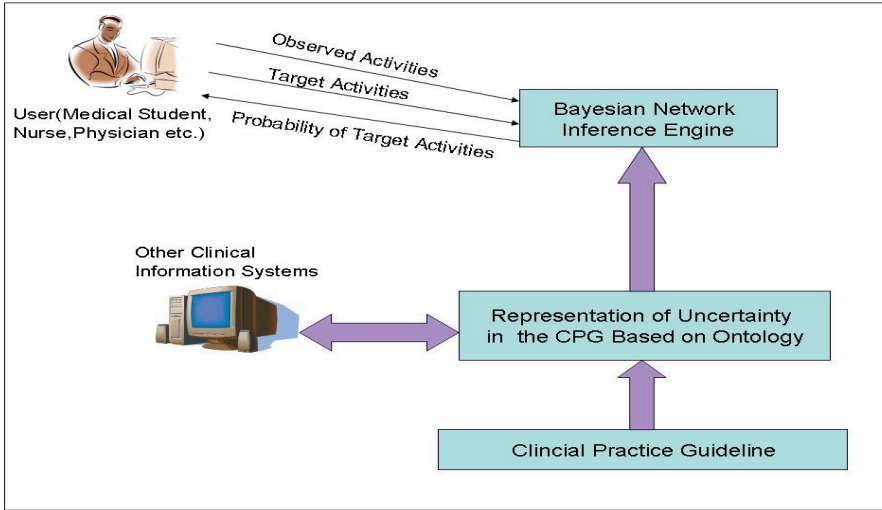 Observed Activities
Target Activities
Probability of Target Activities
User(Medical Student,
Nurse,Physician etc.)
Bayesian Network
Inference Engine
Other Clinical
Information Systems
Representation of Uncertainty
in the CPG Based on Ontology
Clincial Practice Guideline